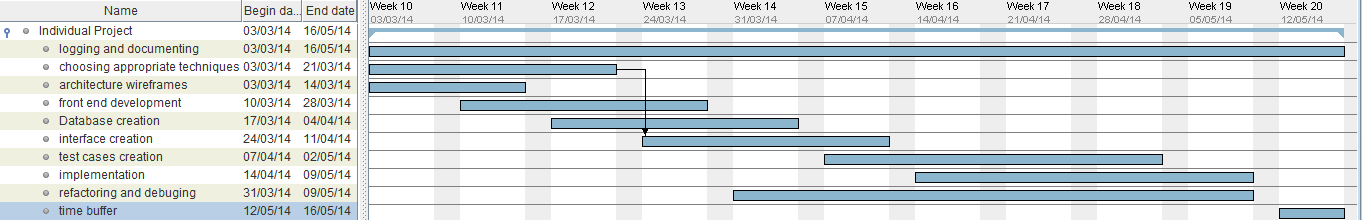 Name Begin da... End date Week 10 Week 11 Week 12 Week 13 Week 14 Week 15 Week 16 Week 17 Week 18 Week 19 Week 20
03/03/14 10/03/14 17/03/14 24/03/14 31/03/14 07/04/14 14/04/14 21/04/14 28/04/14 05/05/14 12/05/14
Individual Project 03/03/14 16/05/14
logging and documenting 03/03/14 16/05/14
choosing appropriate techniques 03/03/14 21/03/14
architecture wireframes 03/03/14 14/03/14
front end development 10/03/14 28/03/14
Database creation 17/03/14 04/04/14
interface creation 24/03/14 11/04/14
test cases creation 07/04/14 02/05/14
implementation 14/04/14 09/05/14
refactoring and debuging 31/03/14 09/05/14
time buffer 12/05/14 16/05/14